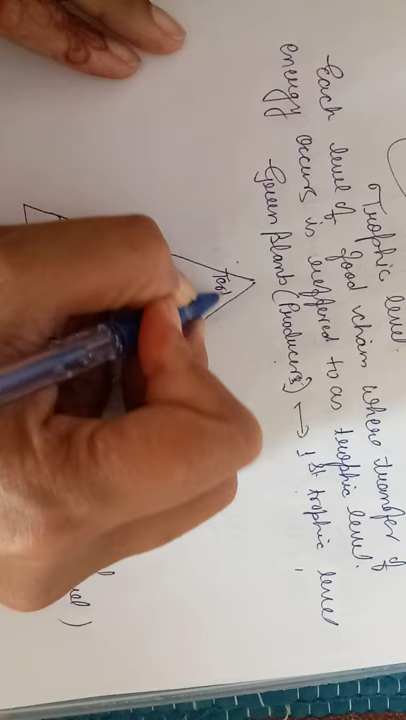 Trophic level.
Each level of food chain where transfer of
energy occurs is reffered to as trophic level.
Green plants (Producers) → 1st trophic level
Top